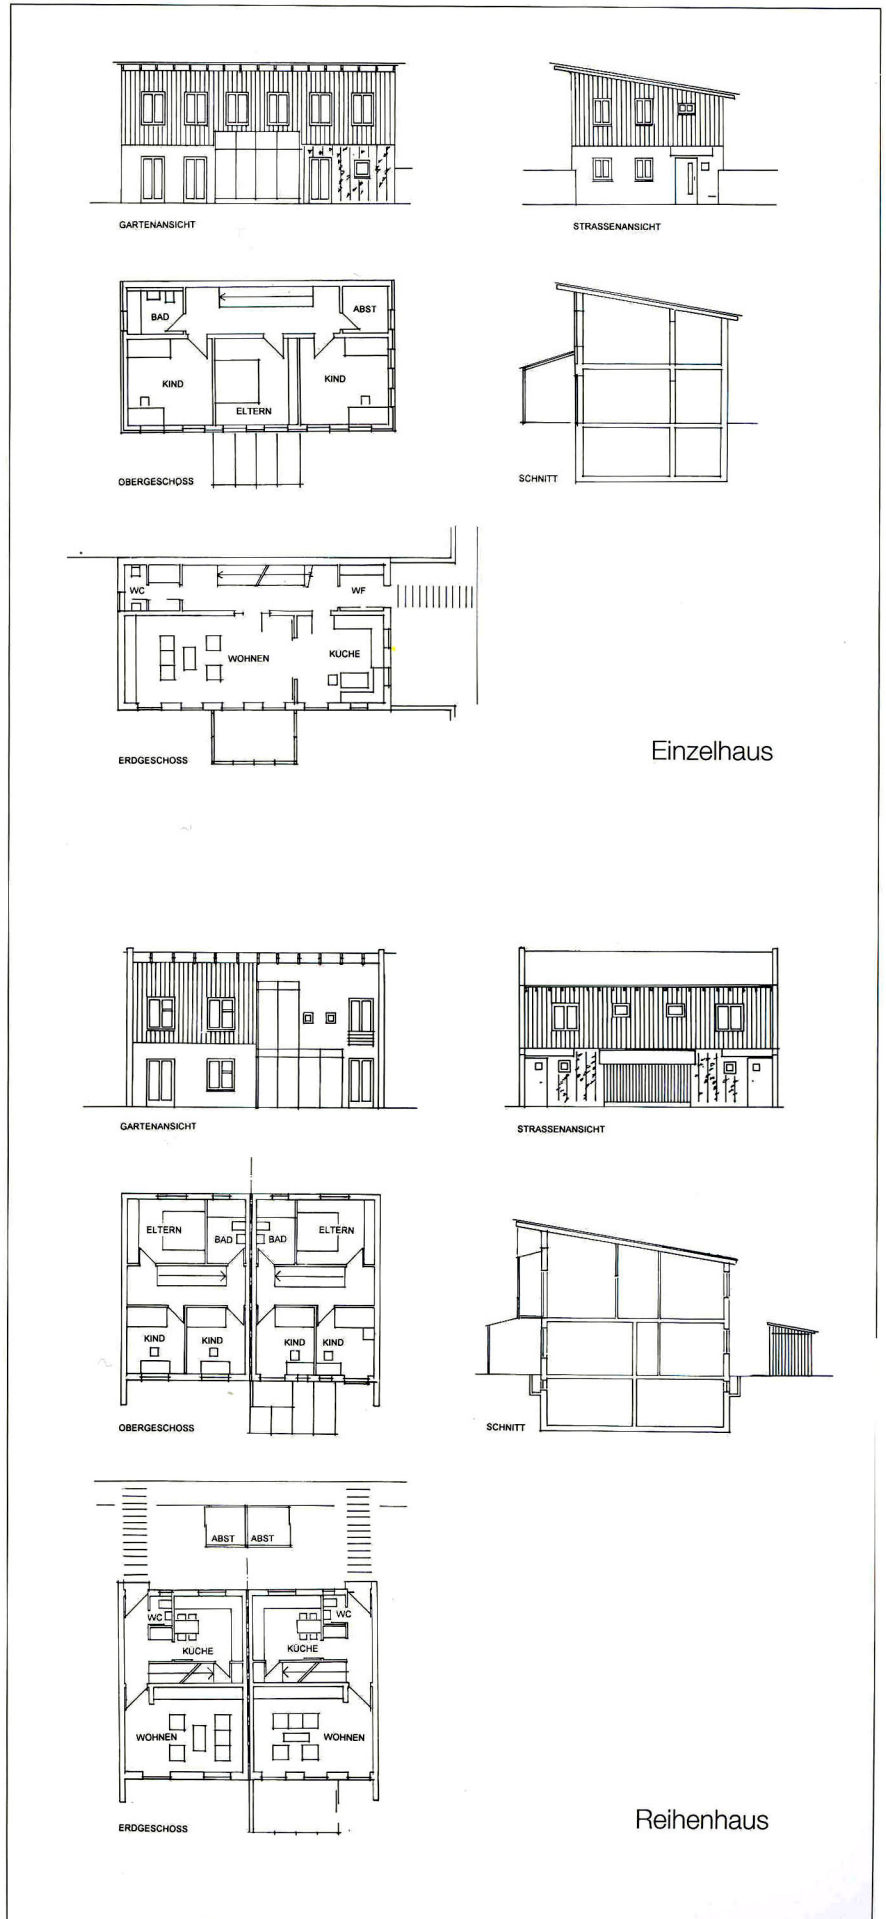 GARTENANSICHT
STRASSENANSICHT
BAD
ABST
KIND
ELTERN
KIND
OBERGESCHOSS
SCHNITT
WC
WF
WOHNEN
KÜCHE
ERDGESCHOSS
Einzelhaus
GARTENANSICHT
STRASSENANSICHT
ELTERN
BAD
BAD
ELTERN
KIND
KIND
KIND
KIND
OBERGESCHOSS
SCHNITT
ABST
ABST
WC
WC
KÜCHE
KÜCHE
WOHNEN
WOHNEN
ERDGESCHOSS
Reihenhaus